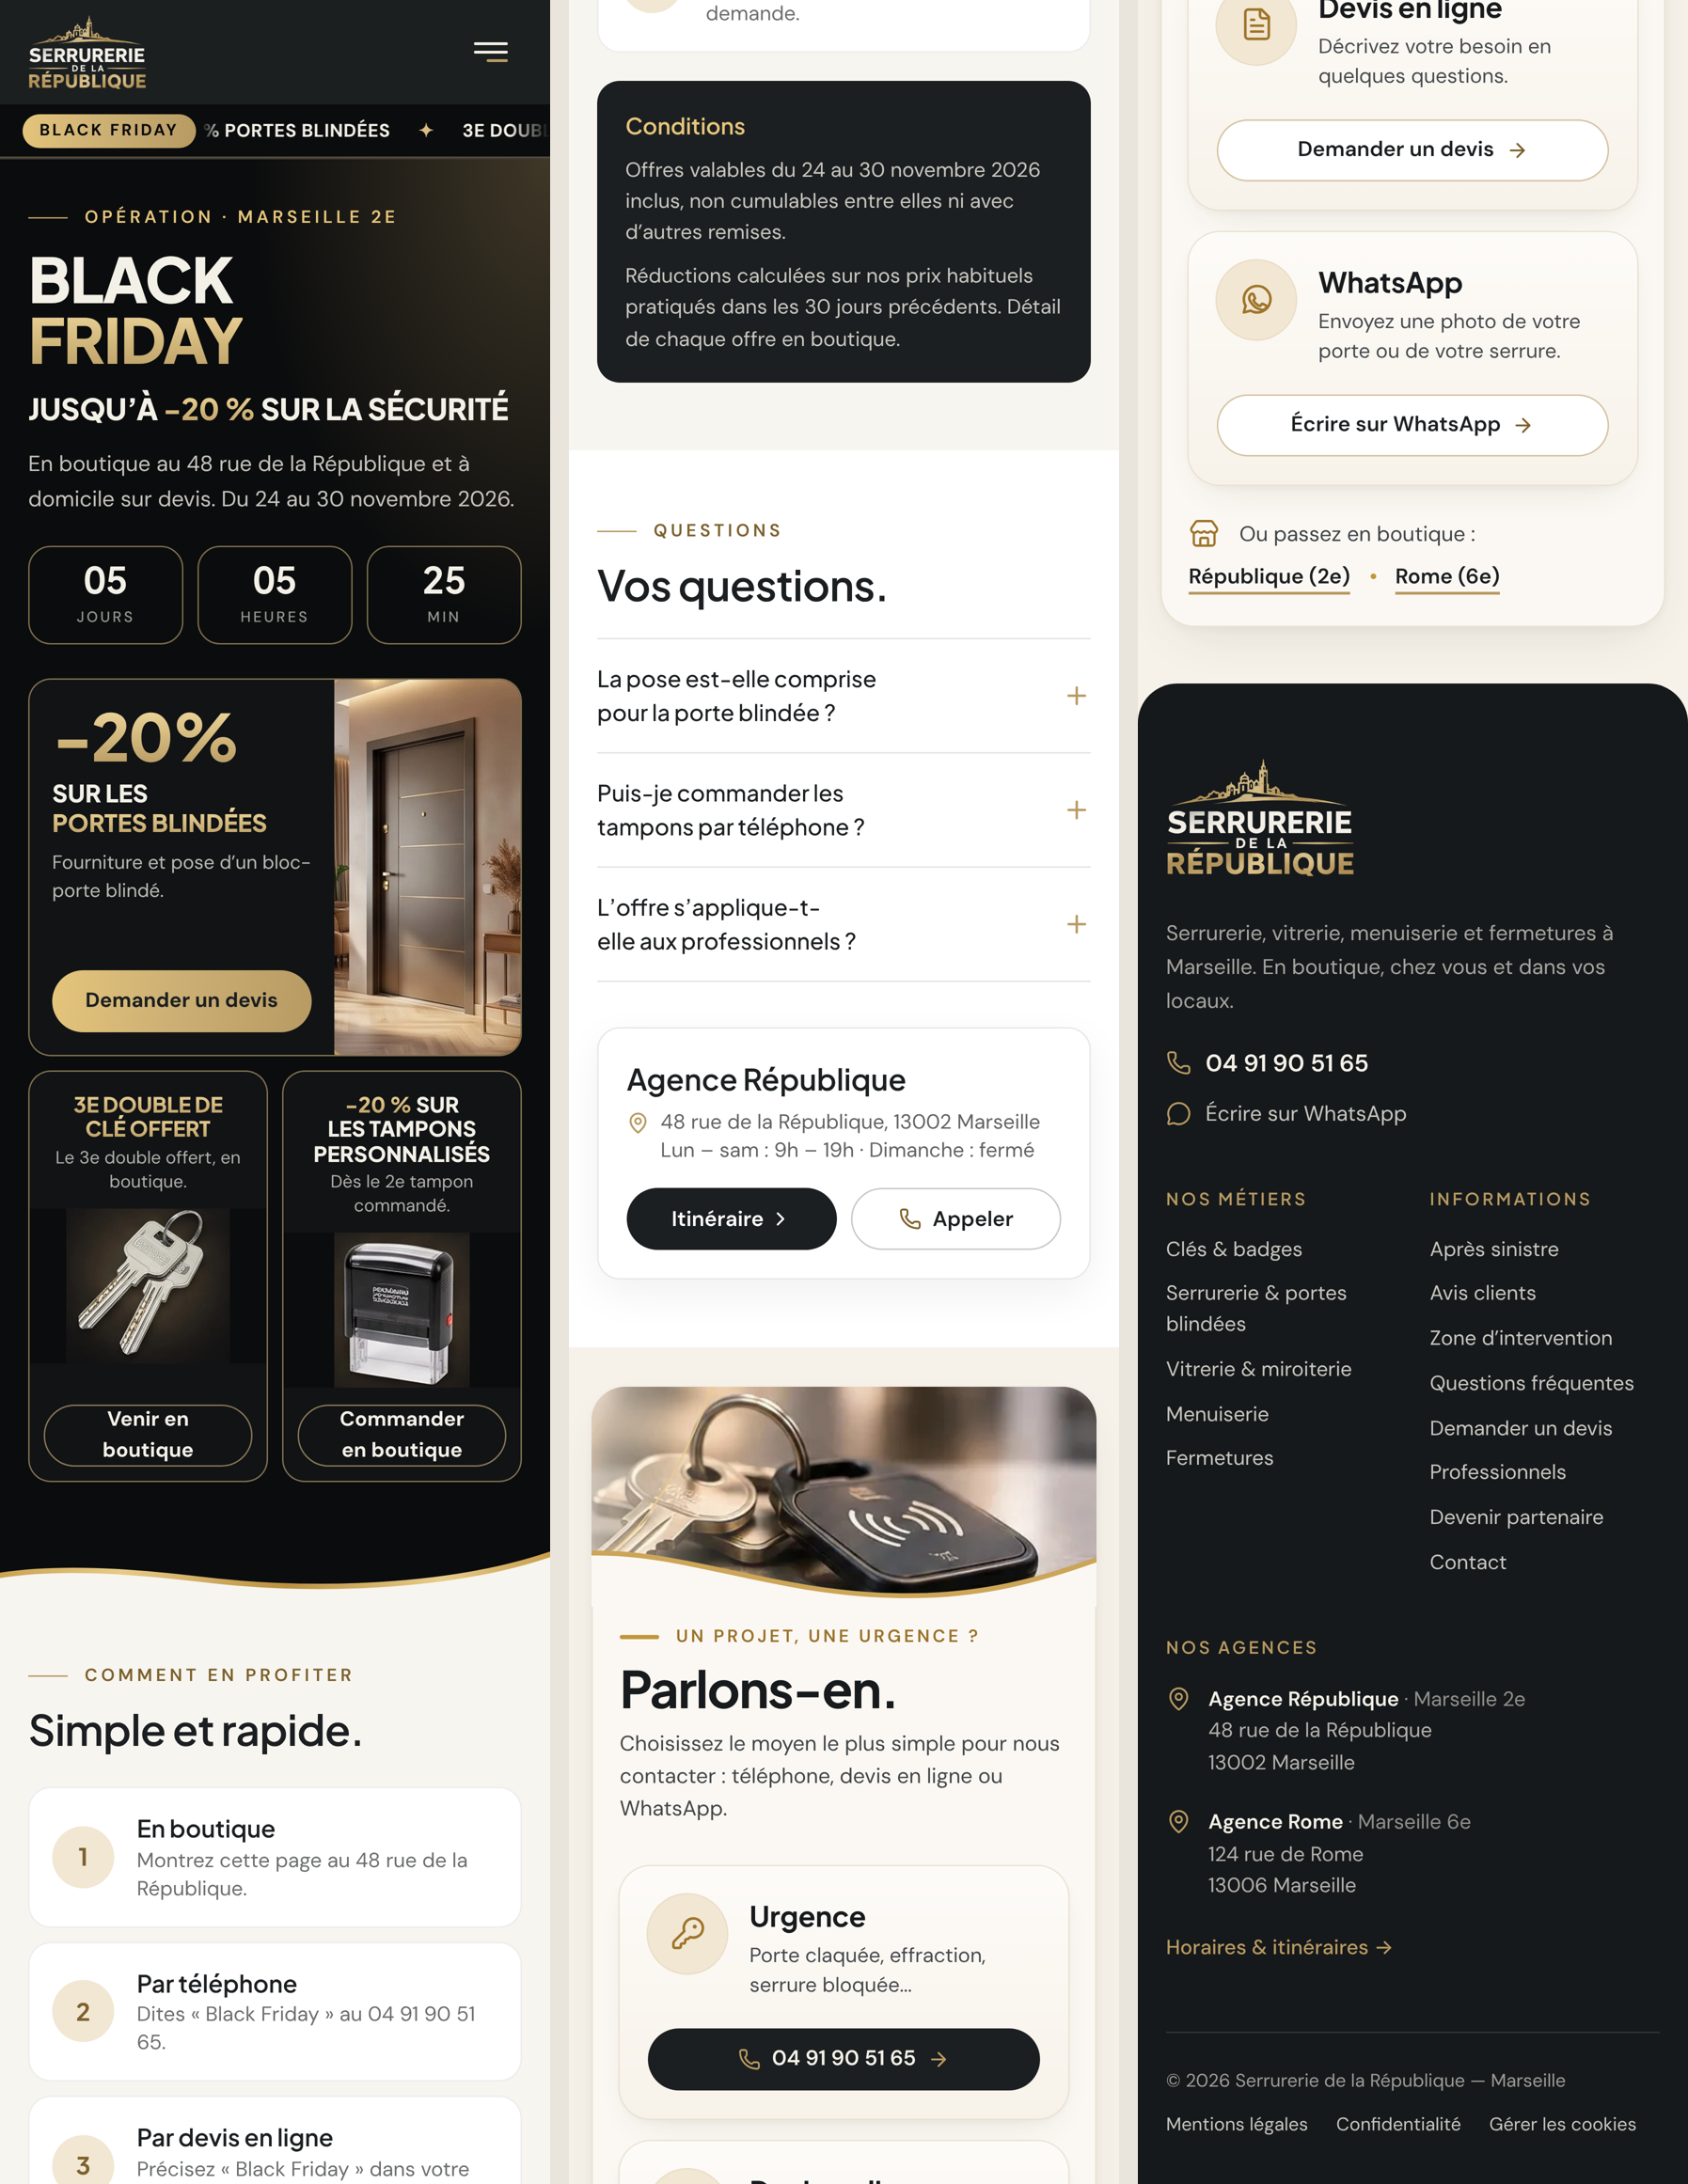 SERRURERIE
DE LA
RÉPUBLIQUE
BLACK FRIDAY
% PORTES BLINDÉES ✦ 3E DOUBL
OPÉRATION · MARSEILLE 2E
BLACK
FRIDAY
JUSQU’À −20 % SUR LA SÉCURITÉ
En boutique au 48 rue de la République et à
domicile sur devis. Du 24 au 30 novembre 2026.
05
JOURS
05
HEURES
25
MIN
−20%
SUR LES
PORTES BLINDÉES
Fourniture et pose d’un bloc-
porte blindé.
Demander un devis
3E DOUBLE DE
CLÉ OFFERT
Le 3e double offert, en
boutique.
Venir en
boutique
−20 % SUR
LES TAMPONS
PERSONNALISÉS
Dès le 2e tampon
commandé.
Commander
en boutique
COMMENT EN PROFITER
Simple et rapide.
1
En boutique
Montrez cette page au 48 rue de la
République.
2
Par téléphone
Dites « Black Friday » au 04 91 90 51
65.
3
Par devis en ligne
Précisez « Black Friday » dans votre
demande.
Conditions
Offres valables du 24 au 30 novembre 2026
inclus, non cumulables entre elles ni avec
d’autres remises.
Réductions calculées sur nos prix habituels
pratiqués dans les 30 jours précédents. Détail
de chaque offre en boutique.
QUESTIONS
Vos questions.
La pose est-elle comprise
pour la porte blindée ?
Puis-je commander les
tampons par téléphone ?
L’offre s’applique-t-
elle aux professionnels ?
Agence République
48 rue de la République, 13002 Marseille
Lun – sam : 9h – 19h · Dimanche : fermé
Itinéraire
Appeler
UN PROJET, UNE URGENCE ?
Parlons-en.
Choisissez le moyen le plus simple pour nous
contacter : téléphone, devis en ligne ou
WhatsApp.
Urgence
Porte claquée, effraction,
serrure bloquée…
04 91 90 51 65 →
Devis en ligne
Décrivez votre besoin en
quelques questions.
Demander un devis →
WhatsApp
Envoyez une photo de votre
porte ou de votre serrure.
Écrire sur WhatsApp →
Ou passez en boutique :
République (2e) • Rome (6e)
SERRURERIE
DE LA
RÉPUBLIQUE
Serrurerie, vitrerie, menuiserie et fermetures à
Marseille. En boutique, chez vous et dans vos
locaux.
04 91 90 51 65
Écrire sur WhatsApp
NOS MÉTIERS
Clés & badges
Serrurerie & portes
blindées
Vitrerie & miroiterie
Menuiserie
Fermetures
INFORMATIONS
Après sinistre
Avis clients
Zone d’intervention
Questions fréquentes
Demander un devis
Professionnels
Devenir partenaire
Contact
NOS AGENCES
Agence République · Marseille 2e
48 rue de la République
13002 Marseille
Agence Rome · Marseille 6e
124 rue de Rome
13006 Marseille
Horaires & itinéraires →
© 2026 Serrurerie de la République — Marseille
Mentions légales Confidentialité Gérer les cookies